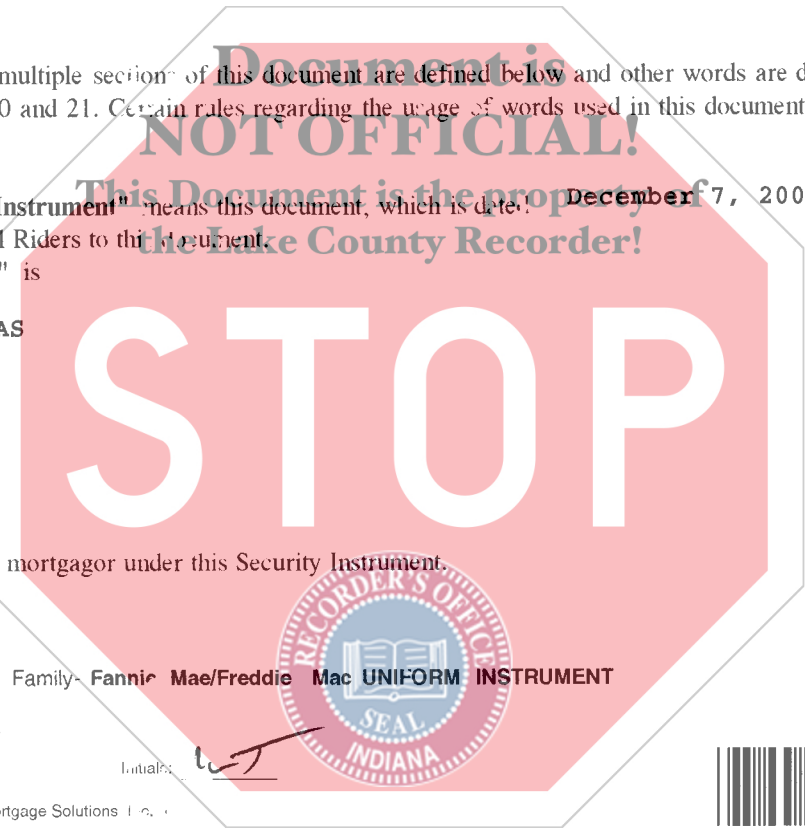 Document is
multiple sections of this document are defined below and other words are d
0 and 21. Certain rules regarding the usage of words used in this document
NOT OFFICIAL!
This Document is the property of
Instrument" means this document, which is dated December 7, 200
l Riders to this document.
the Lake County Recorder!
" is
AS
STOP
mortgagor under this Security Instrument.
RECORDER'S OFFICE
Family- Fannie Mae/Freddie Mac UNIFORM INSTRUMENT
SEAL
INDIANA
Initials:
rtgage Solutions